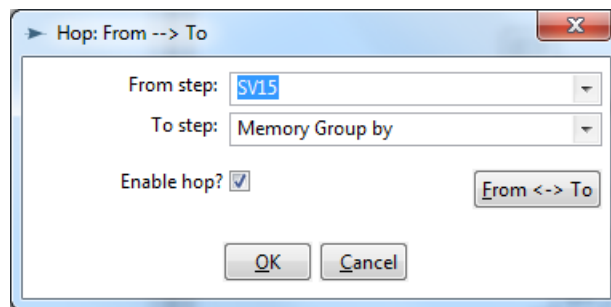 Hop: From --> To
From step: SV15
To step: Memory Group by
Enable hop?
From <-> To
OK Cancel